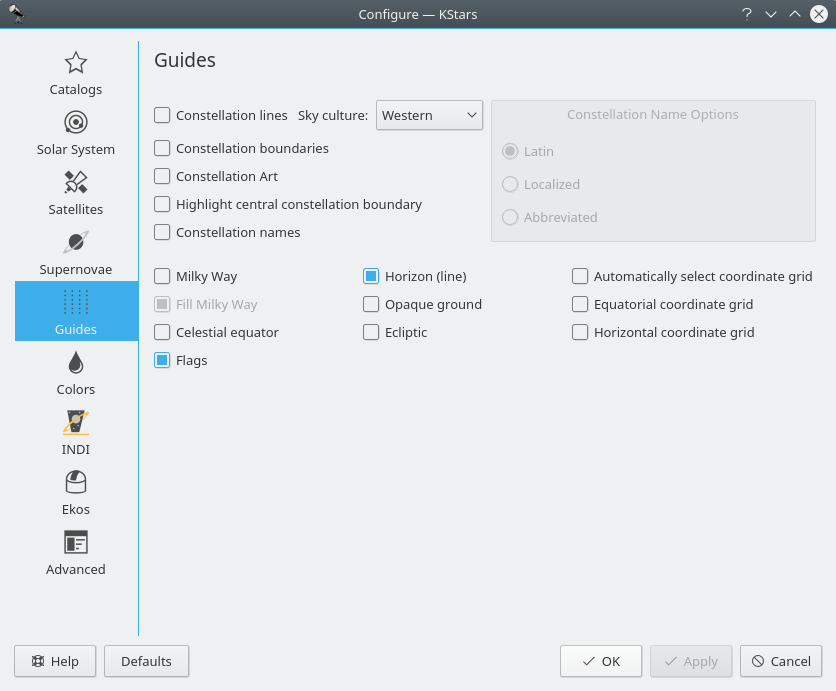 Configure — KStars
?
Catalogs
Solar System
Satellites
Supernovae
Guides
Colors
INDI
Ekos
Advanced
Guides
Constellation lines Sky culture: Western
Constellation boundaries
Constellation Art
Highlight central constellation boundary
Constellation names
Constellation Name Options
Latin
Localized
Abbreviated
Milky Way Horizon (line) Automatically select coordinate grid
Fill Milky Way Opaque ground Equatorial coordinate grid
Celestial equator Ecliptic Horizontal coordinate grid
Flags
Help Defaults OK Apply Cancel